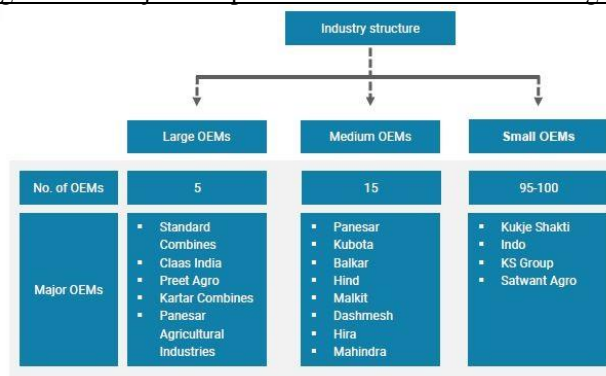 Industry structure
Large OEMs
Medium OEMs
Small OEMs
No. of OEMs
5
15
95-100
Major OEMs
▪ Standard
Combines
▪ Claas India
▪ Preet Agro
▪ Kartar Combines
▪ Panesar
Agricultural
Industries
▪ Panesar
▪ Kubota
▪ Balkar
▪ Hind
▪ Malkit
▪ Dashmesh
▪ Hira
▪ Mahindra
▪ Kukje Shakti
▪ Indo
▪ KS Group
▪ Satwant Agro